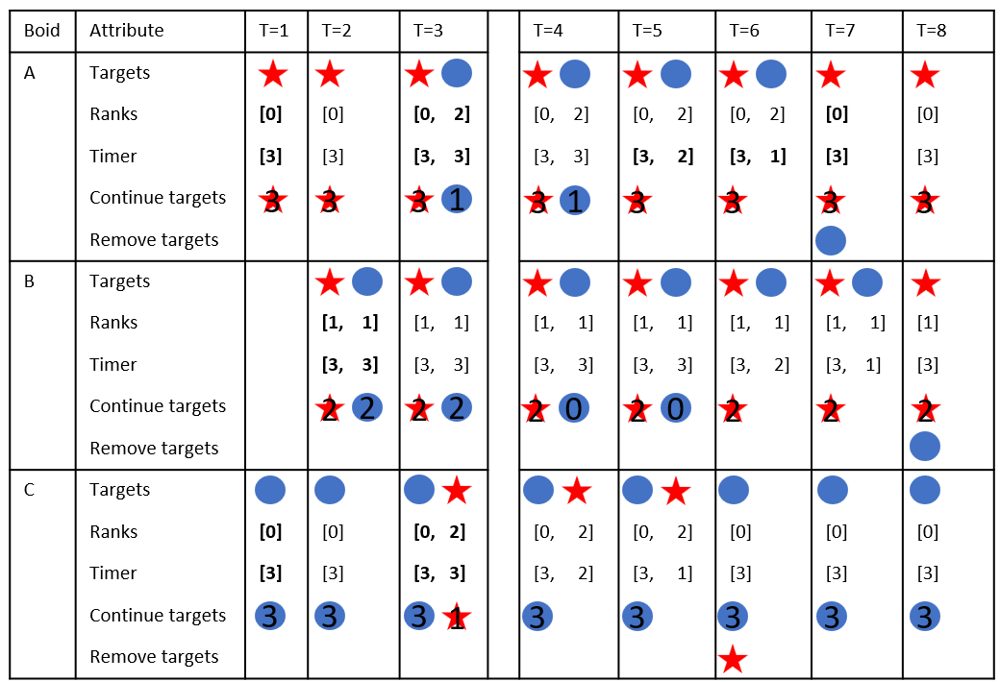 Boid Attribute T=1 T=2 T=3 T=4 T=5 T=6 T=7 T=8
A Targets
Ranks [0] [0] [0, 2] [0, 2] [0, 2] [0, 2] [0] [0]
Timer [3] [3] [3, 3] [3, 3] [3, 2] [3, 1] [3] [3]
Continue targets 3 3 3 1 3 1 3 3 3 3
Remove targets
B Targets
Ranks [1, 1] [1, 1] [1, 1] [1, 1] [1, 1] [1, 1] [1]
Timer [3, 3] [3, 3] [3, 3] [3, 3] [3, 2] [3, 1] [3]
Continue targets 2 2 2 2 2 0 2 0 2 2 2
Remove targets
C Targets
Ranks [0] [0] [0, 2] [0, 2] [0, 2] [0] [0] [0]
Timer [3] [3] [3, 3] [3, 2] [3, 1] [3] [3] [3]
Continue targets 3 3 3 1 3 3 3 3 3
Remove targets